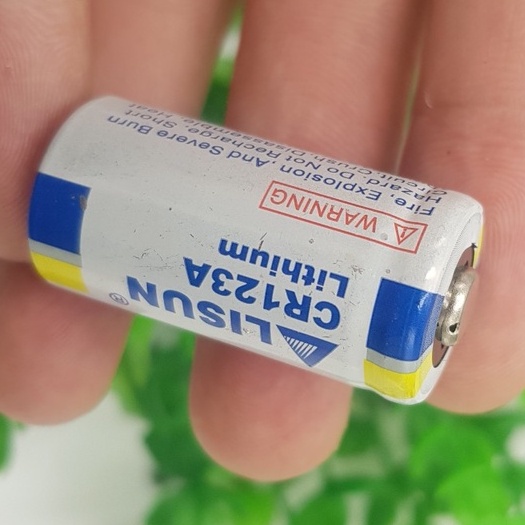 LISUN®
CR123A
Lithium
⚠ WARNING
Fire, Explosion, And Severe Burn
Hazard, Do Not Recharge, Short
Circuit, Crush, Disassemble, Heat